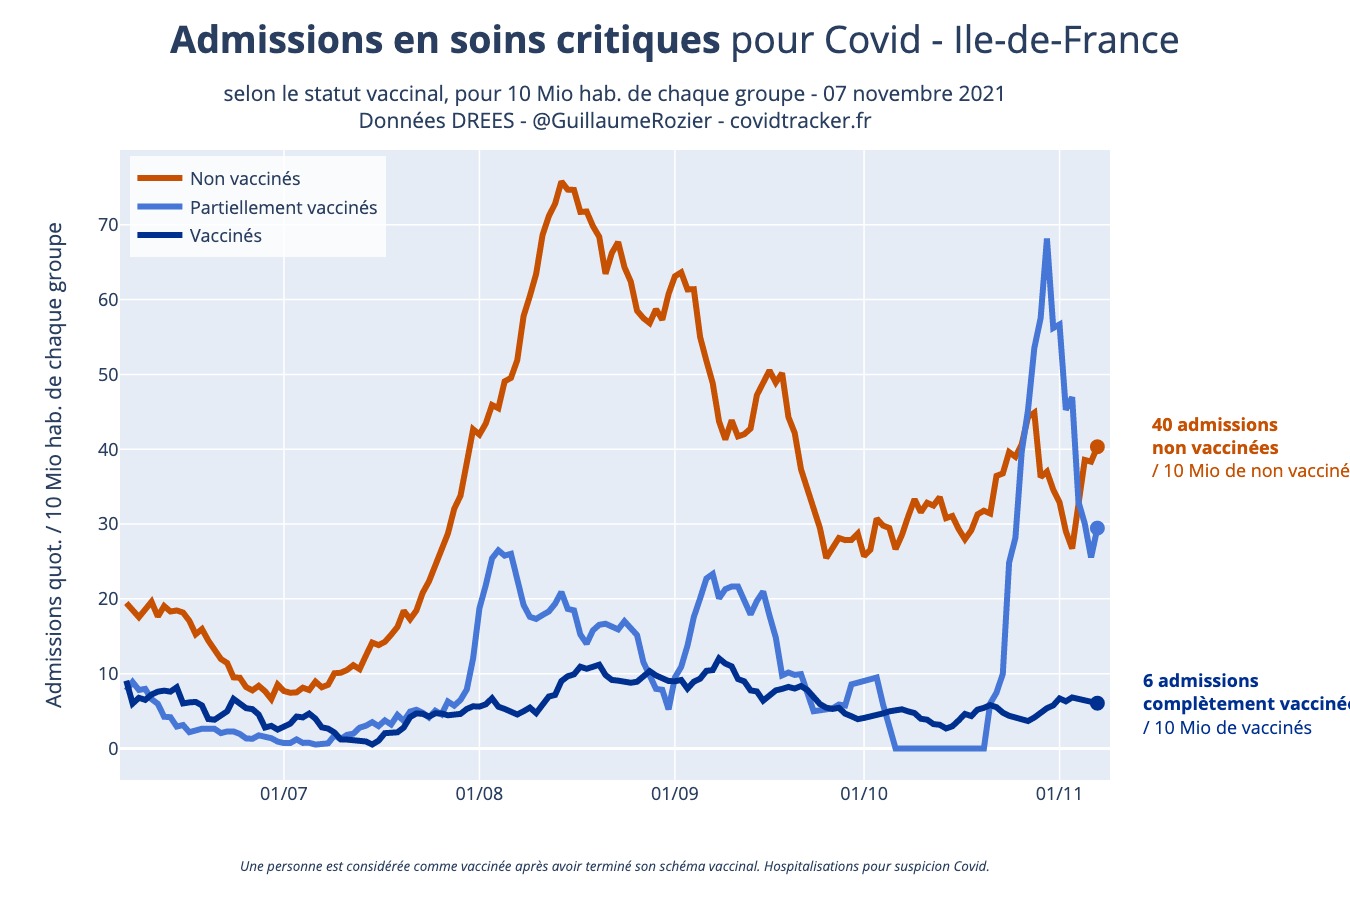 Admissions en soins critiques pour Covid - Ile-de-France
selon le statut vaccinal, pour 10 Mio hab. de chaque groupe - 07 novembre 2021
Données DREES - @GuillaumeRozier - covidtracker.fr
Non vaccinés
Partiellement vaccinés
Vaccinés
Admissions quot. / 10 Mio hab. de chaque groupe
70
60
50
40
30
20
10
0
01/07
01/08
01/09
01/10
01/11
40 admissions
non vaccinées
/ 10 Mio de non vacciné
6 admissions
complètement vacciné
/ 10 Mio de vaccinés
Une personne est considérée comme vaccinée après avoir terminé son schéma vaccinal. Hospitalisations pour suspicion Covid.